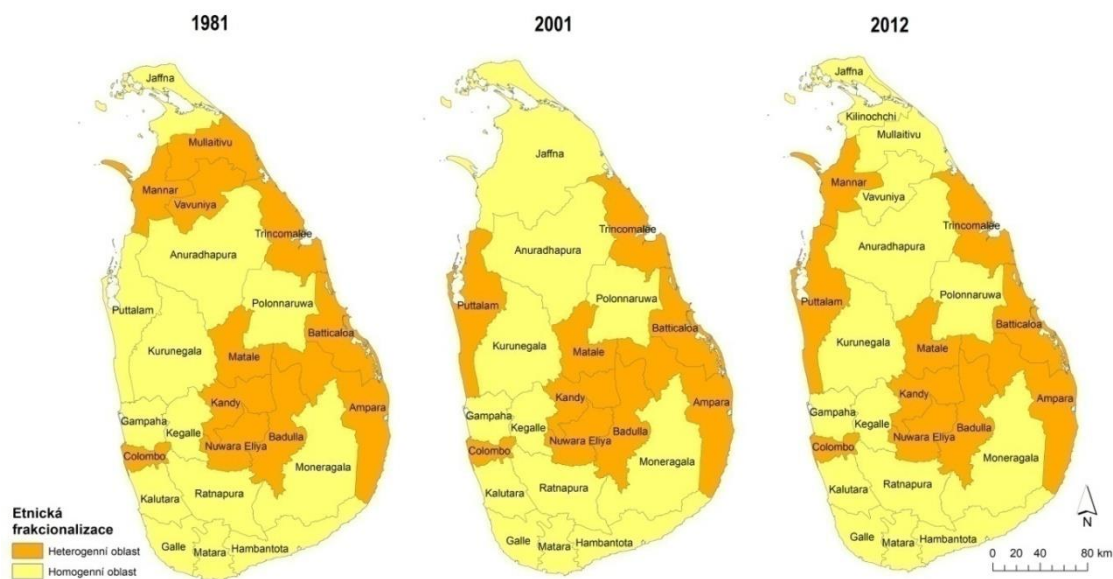 1981
2001
2012
Jaffna
Mullaitivu
Mannar
Vavuniya
Trincomalee
Anuradhapura
Puttalam
Polonnaruwa
Batticaloa
Kurunegala
Matale
Kandy
Ampara
Gampaha
Kegalle
Colombo
Nuwara Eliya
Badulla
Moneragala
Kalutara
Ratnapura
Galle
Matara
Hambantota
Jaffna
Trincomalee
Anuradhapura
Puttalam
Polonnaruwa
Batticaloa
Kurunegala
Matale
Kandy
Ampara
Gampaha
Kegalle
Colombo
Nuwara Eliya
Badulla
Moneragala
Kalutara
Ratnapura
Galle
Matara
Hambantota
Jaffna
Kilinochchi
Mullaitivu
Mannar
Vavuniya
Trincomalee
Anuradhapura
Puttalam
Polonnaruwa
Batticaloa
Kurunegala
Matale
Kandy
Ampara
Gampaha
Kegalle
Colombo
Nuwara Eliya
Badulla
Moneragala
Kalutara
Ratnapura
Galle
Matara
Hambantota
Etnická
frakcionalizace
Heterogenní oblast
Homogenní oblast
N
0 20 40 80 km